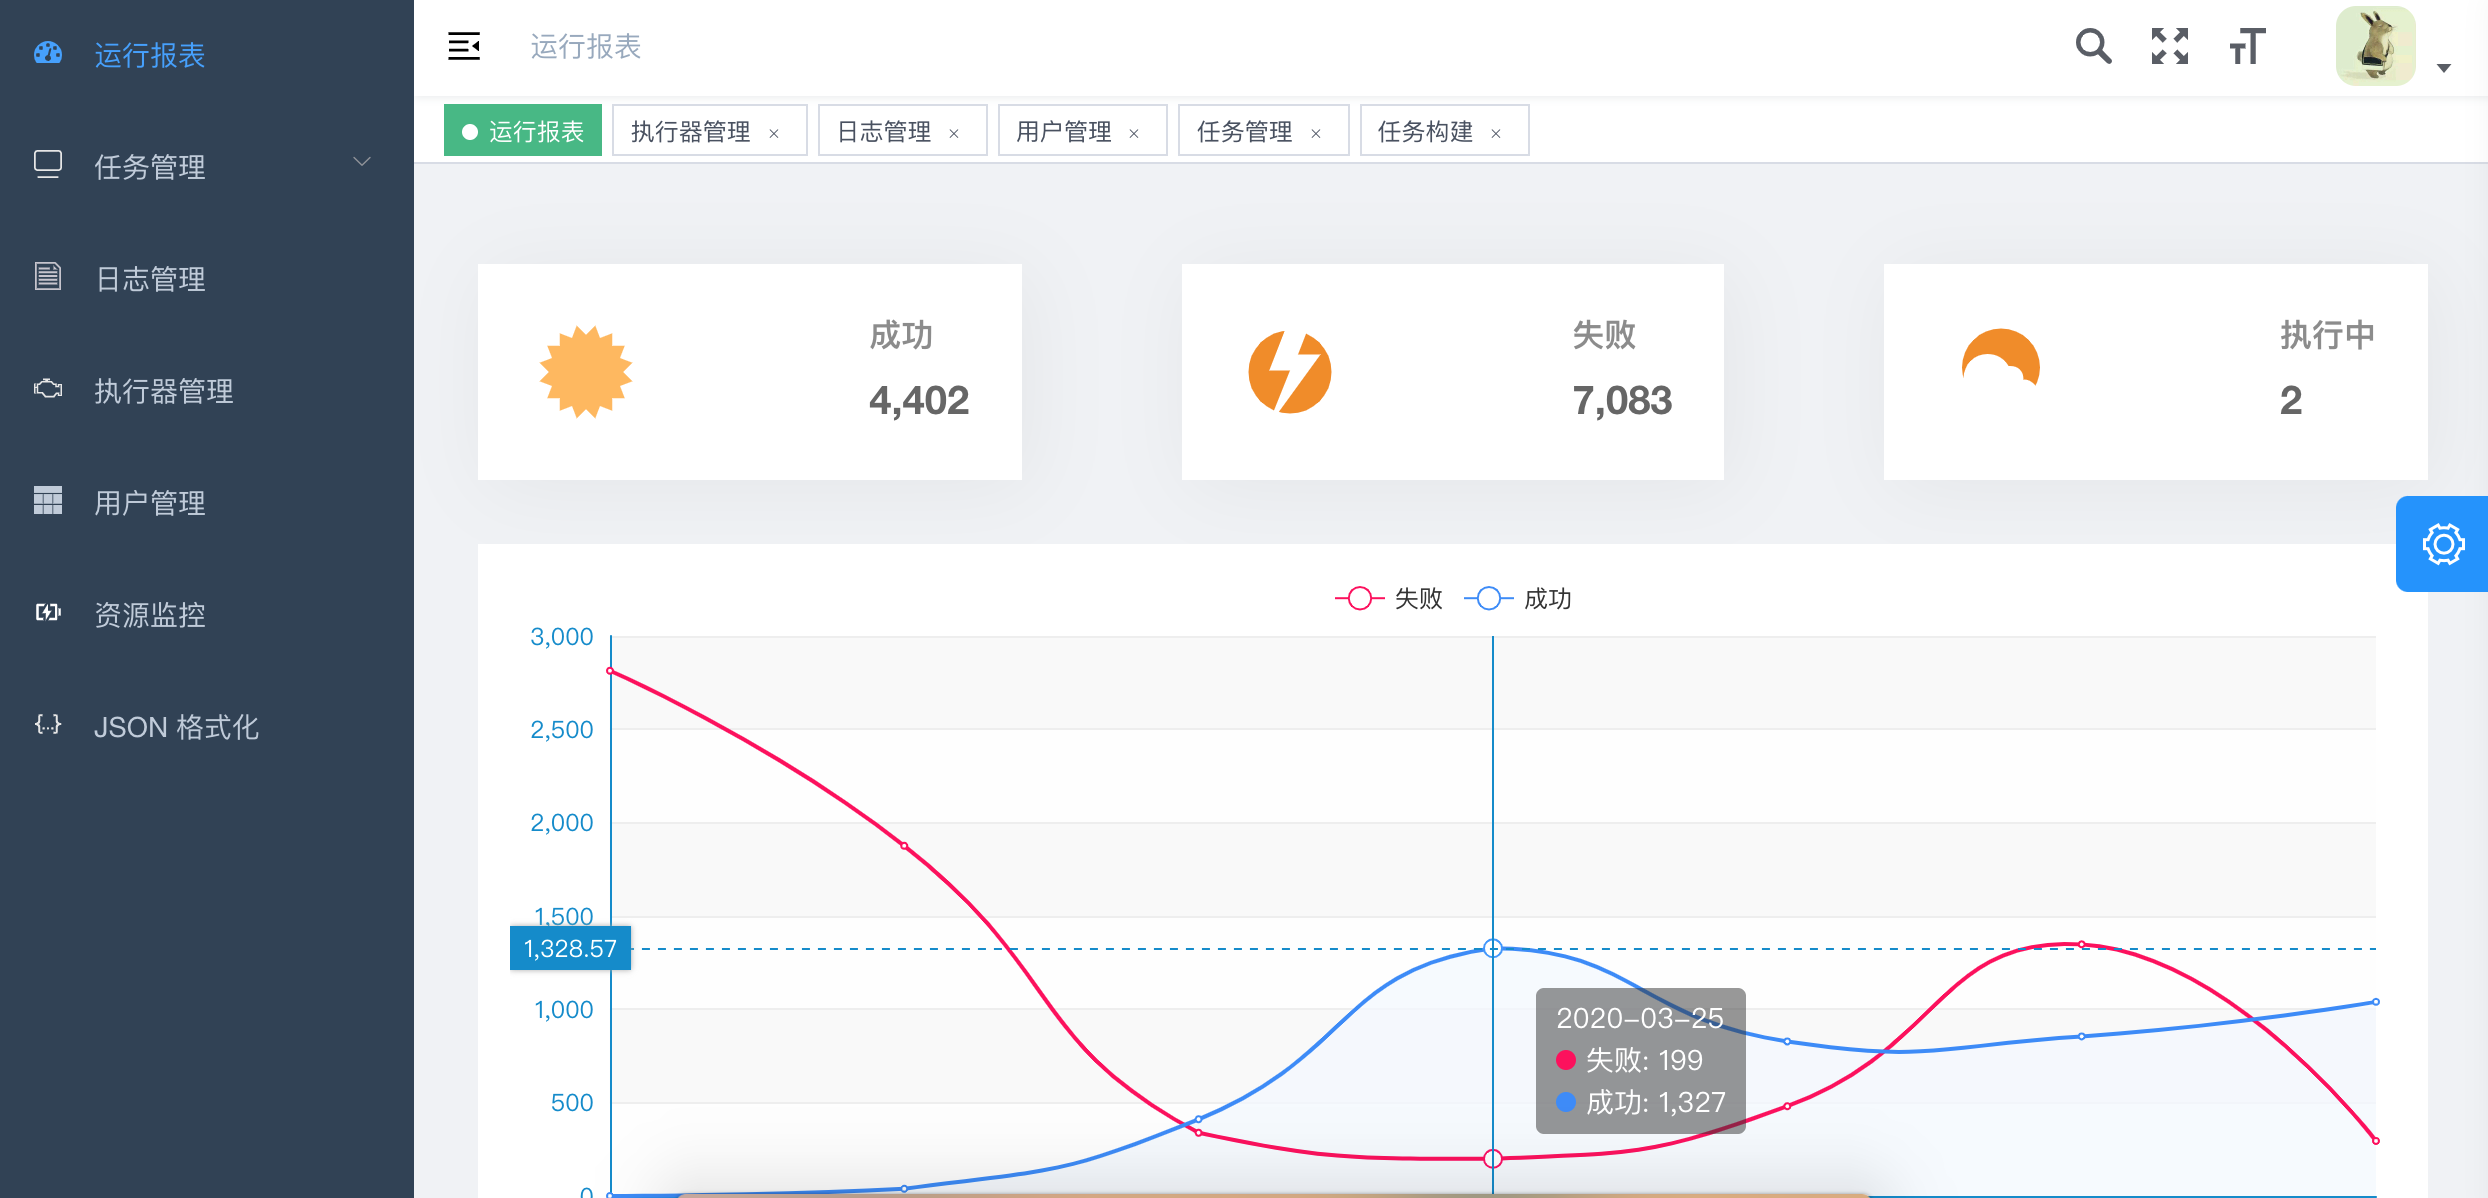 运行报表
任务管理
日志管理
执行器管理
用户管理
资源监控
JSON 格式化
运行报表
运行报表
执行器管理 ×
日志管理 ×
用户管理 ×
任务管理 ×
任务构建 ×
成功
4,402
失败
7,083
执行中
2
失败 成功
3,000
2,500
2,000
1,500
1,328.57
1,000
500
0
2020-03-25
失败: 199
成功: 1,327